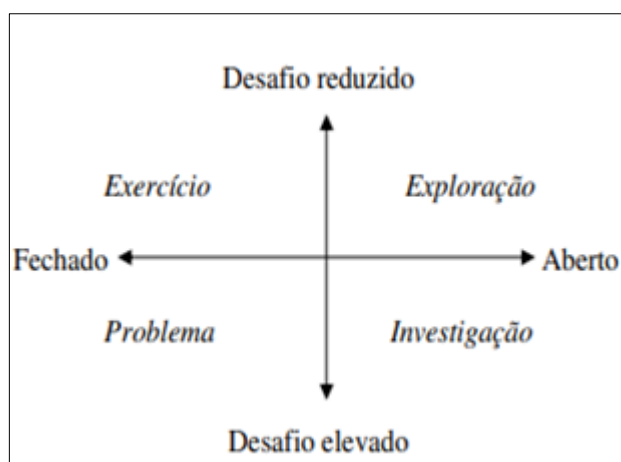 Desafio reduzido
Exercício
Exploração
Fechado
Aberto
Problema
Investigação
Desafio elevado